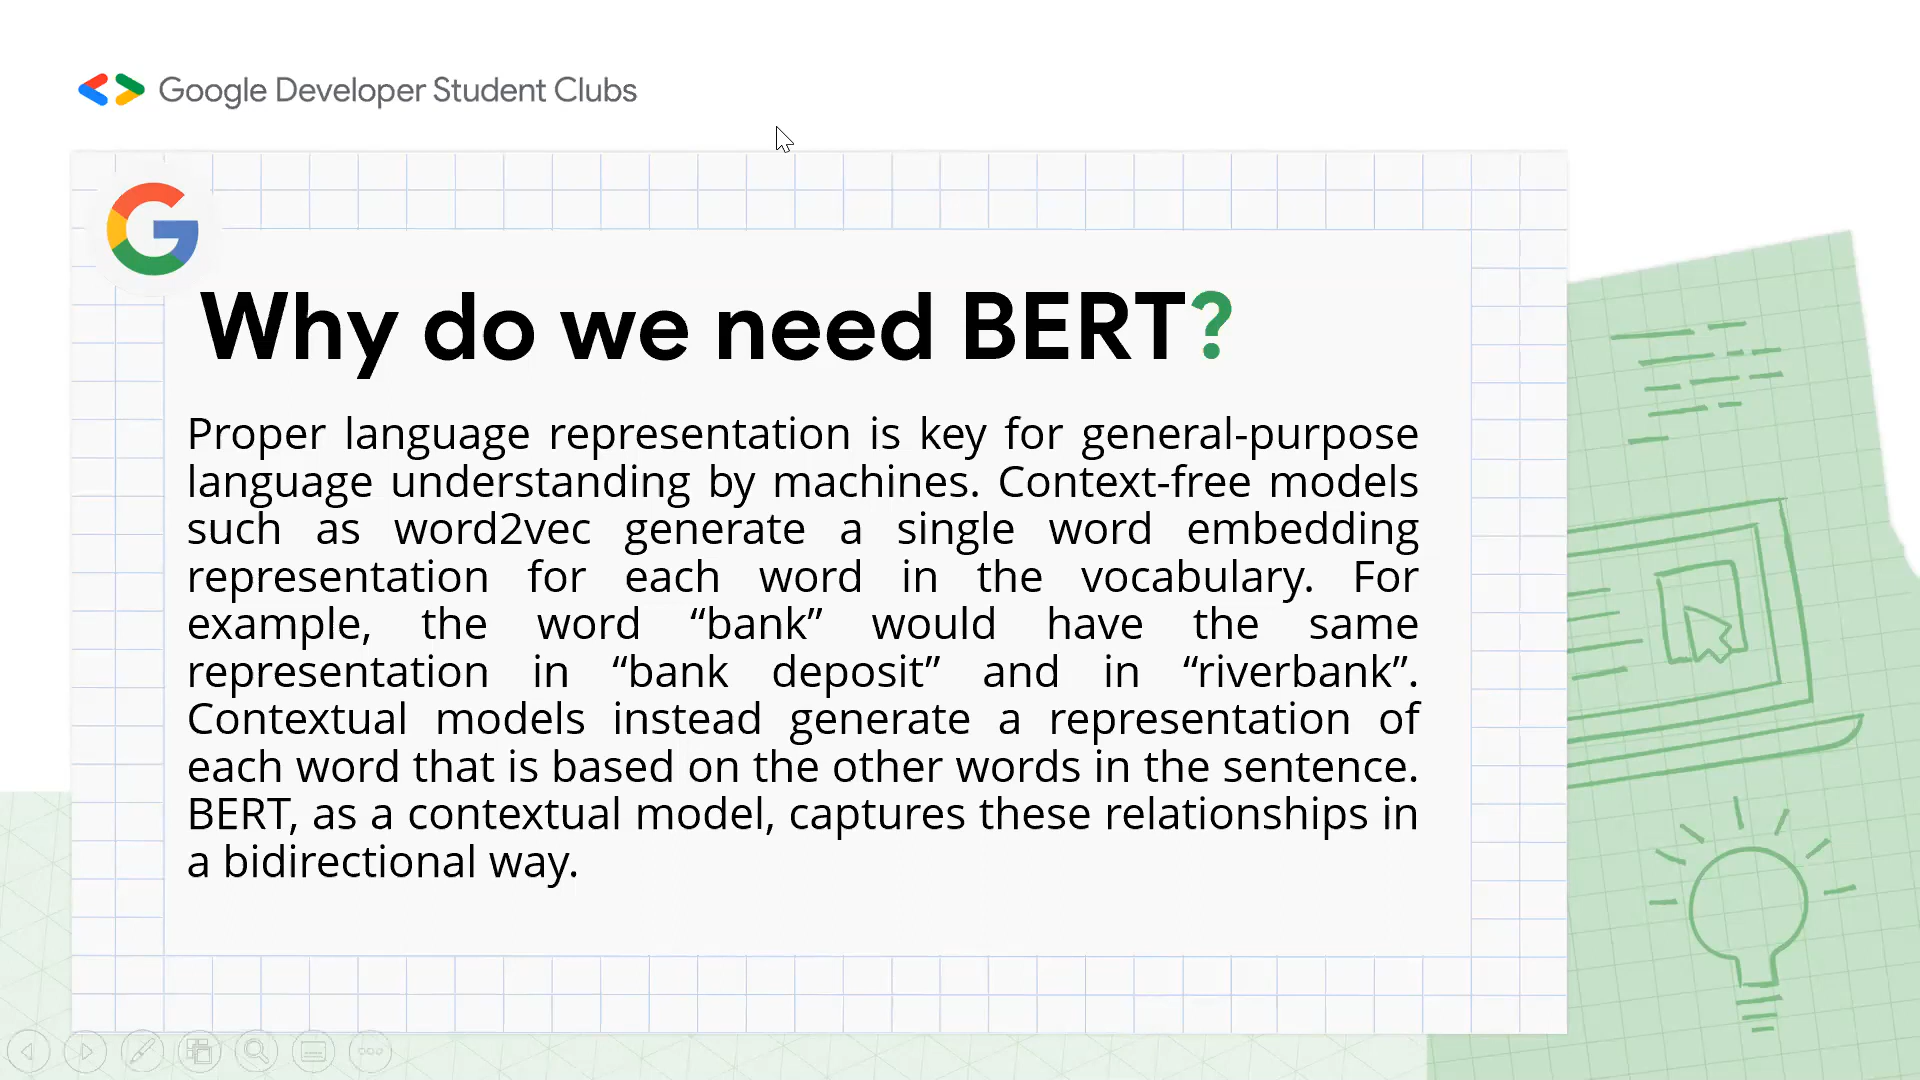 Google Developer Student Clubs
Why do we need BERT?
Proper language representation is key for general-purpose
language understanding by machines. Context-free models
such as word2vec generate a single word embedding
representation for each word in the vocabulary. For
example, the word “bank” would have the same
representation in “bank deposit” and in “riverbank”.
Contextual models instead generate a representation of
each word that is based on the other words in the sentence.
BERT, as a contextual model, captures these relationships in
a bidirectional way.